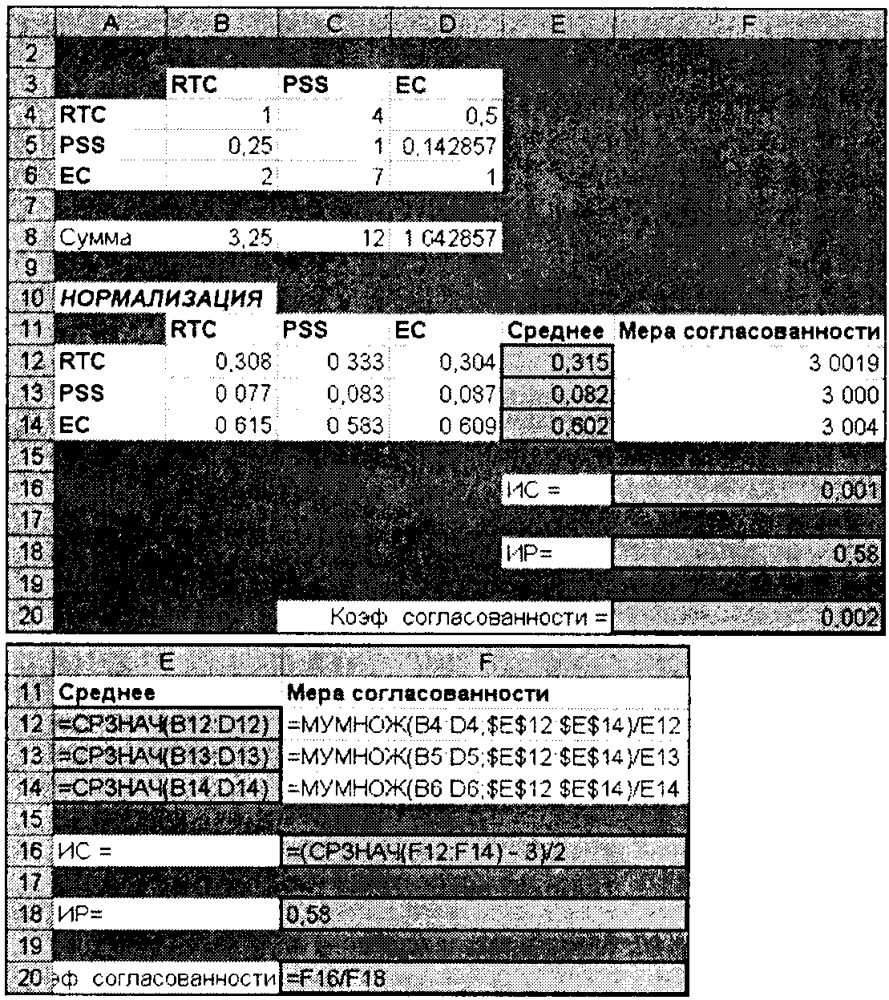 A B C D E F
2
3 RTC PSS EC
4 RTC 1 4 0,5
5 PSS 0,25 1 0,142857
6 EC 2 7 1
7
8 Сумма 3,25 12 1 042857
9
10 НОРМАЛИЗАЦИЯ
11 RTC PSS EC Среднее Мера согласованности
12 RTC 0,308 0 333 0,304 0,315 3 0019
13 PSS 0 077 0,083 0,087 0,082 3 000
14 EC 0 615 0 583 0 609 0,602 3 004
15
16 ИС = 0,001
17
18 ИР= 0,58
19
20 Коэф согласованности = 0,002
E F
11 Среднее Мера согласованности
12 =СРЗНАЧ(B12:D12) =МУМНОЖ(B4 D4;$E$12 $E$14)/E12
13 =СРЗНАЧ(B13:D13) =МУМНОЖ(B5 D5;$E$12 $E$14)/E13
14 =СРЗНАЧ(B14:D14) =МУМНОЖ(B6 D6;$E$12 $E$14)/E14
15
16 ИС = =(СРЗНАЧ(F12:F14) - 3)/2
17
18 ИР= 0,58
19
20 эф согласованности =F16/F18